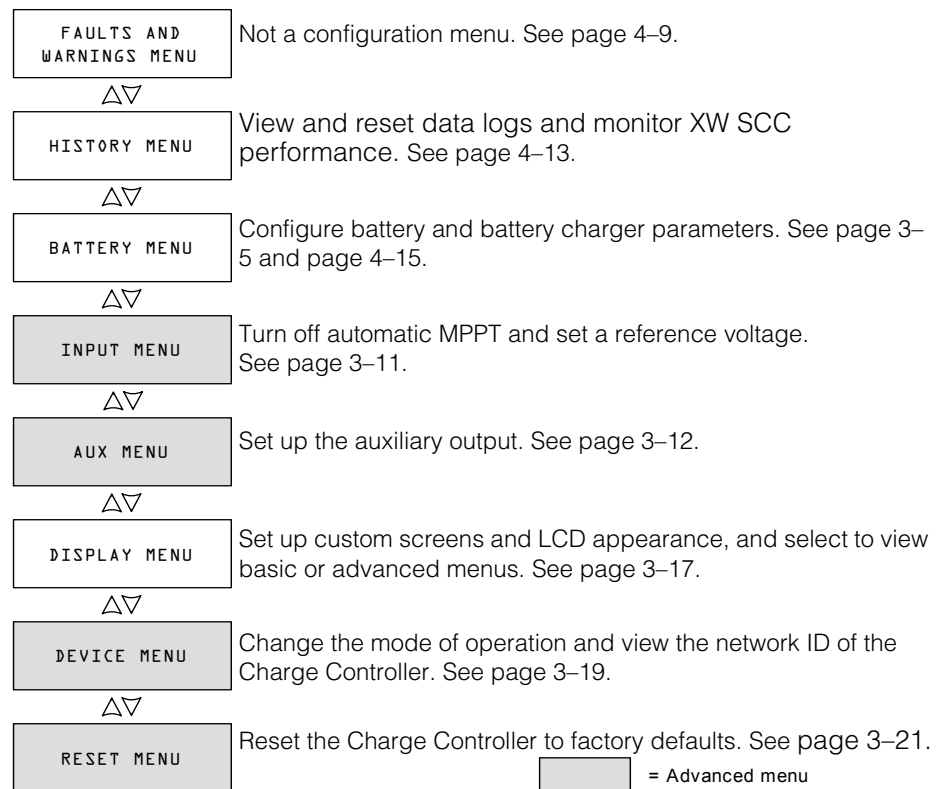 FAULTS AND
WARNINGS MENU
Not a configuration menu. See page 4–9.
HISTORY MENU
View and reset data logs and monitor XW SCC
performance. See page 4–13.
BATTERY MENU
Configure battery and battery charger parameters. See page 3–
5 and page 4–15.
INPUT MENU
Turn off automatic MPPT and set a reference voltage.
See page 3–11.
AUX MENU
Set up the auxiliary output. See page 3–12.
DISPLAY MENU
Set up custom screens and LCD appearance, and select to view
basic or advanced menus. See page 3–17.
DEVICE MENU
Change the mode of operation and view the network ID of the
Charge Controller. See page 3–19.
RESET MENU
Reset the Charge Controller to factory defaults. See page 3–21.
= Advanced menu